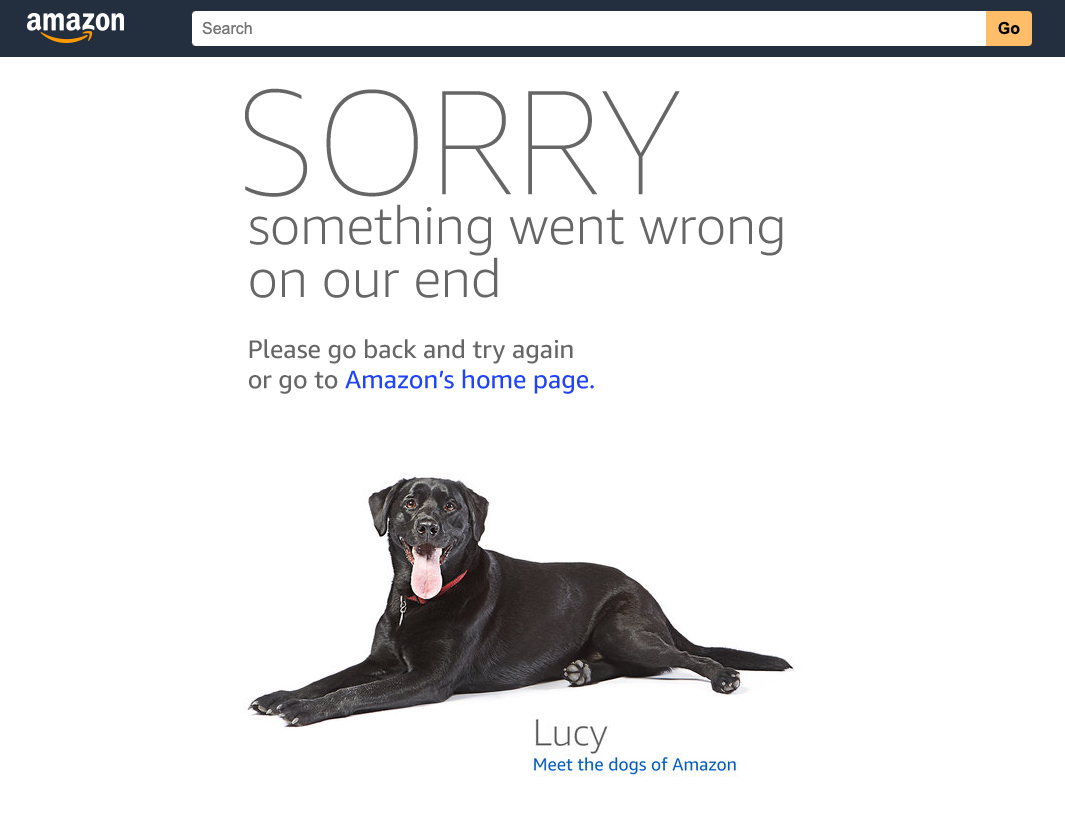 amazon
Search
Go
SORRY
something went wrong
on our end
Please go back and try again
or go to Amazon’s home page.
Lucy
Meet the dogs of Amazon